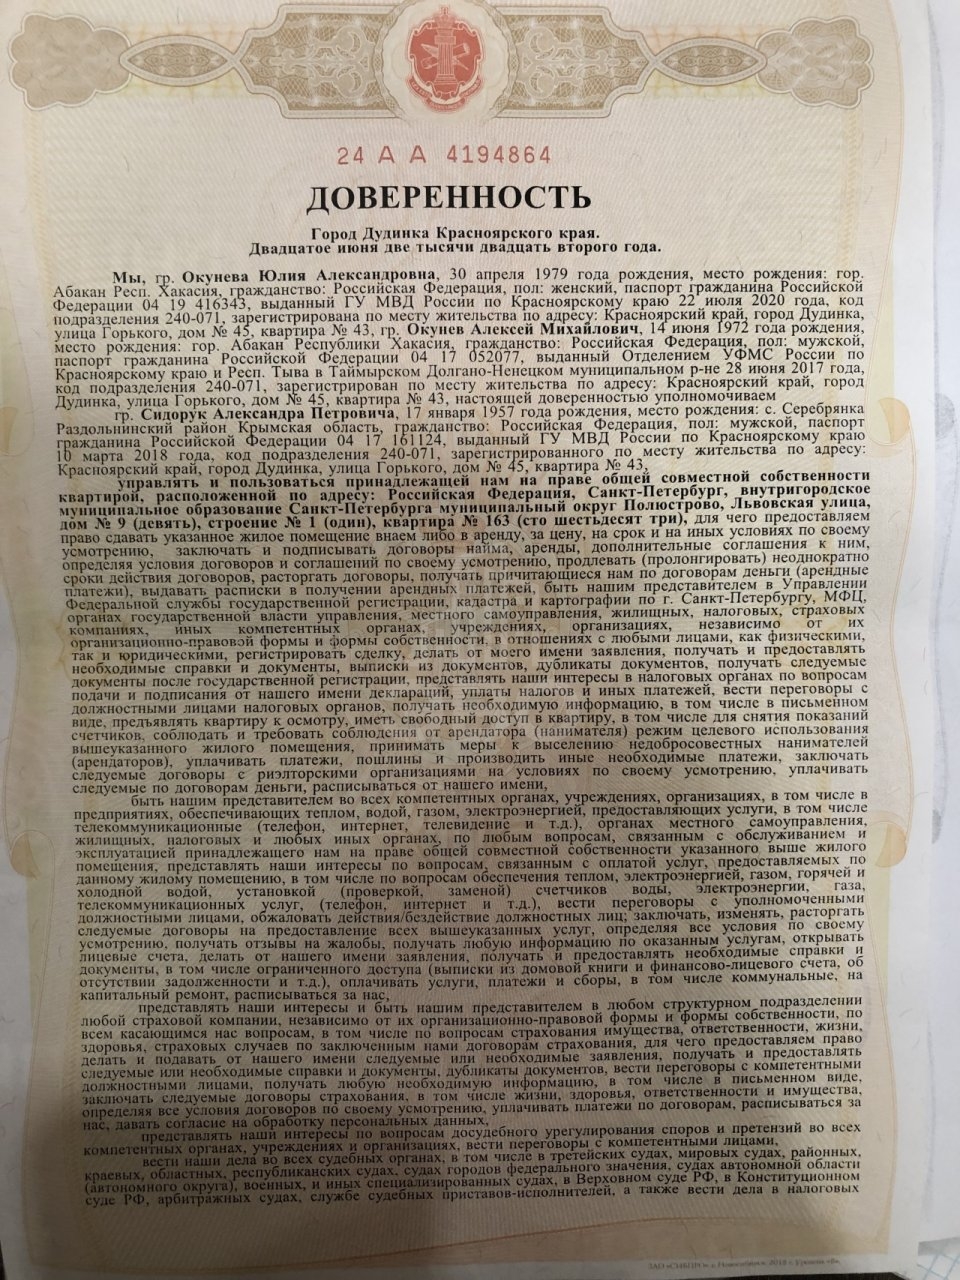 24 А А 4194864
ДОВЕРЕННОСТЬ
Город Дудинка Красноярского края.
Двадцатое июня две тысячи двадцать второго года.
Мы, гр. Окунева Юлия Александровна, 30 апреля 1979 года рождения, место рождения: гор.
Абакан Респ. Хакасия, гражданство: Российская Федерация, пол: женский, паспорт гражданина Российской
Федерации 04 19 416343, выданный ГУ МВД России по Красноярскому краю 22 июля 2020 года, код
подразделения 240-071, зарегистрирована по месту жительства по адресу: Красноярский край, город Дудинка,
улица Горького, дом № 45, квартира № 43, гр. Окунев Алексей Михайлович, 14 июня 1972 года рождения,
место рождения: гор. Абакан Республики Хакасия, гражданство: Российская Федерация, пол: мужской,
паспорт гражданина Российской Федерации 04 17 052077, выданный Отделением УФМС России по
Красноярскому краю и Респ. Тыва в Таймырском Долгано-Ненецком муниципальном р-не 28 июня 2017 года,
код подразделения 240-071, зарегистрирован по месту жительства по адресу: Красноярский край, город
Дудинка, улица Горького, дом № 45, квартира № 43, настоящей доверенностью уполномочиваем
гр. Сидорук Александра Петровича, 17 января 1957 года рождения, место рождения: с. Серебрянка
Раздольнинский район Крымская область, гражданство: Российская Федерация, пол: мужской, паспорт
гражданина Российской Федерации 04 17 161124, выданный ГУ МВД России по Красноярскому краю
10 марта 2018 года, код подразделения 240-071, зарегистрированного по месту жительства по адресу:
Красноярский край, город Дудинка, улица Горького, дом № 45, квартира № 43,
управлять и пользоваться принадлежащей нам на праве общей совместной собственности
квартирой, расположенной по адресу: Российская Федерация, Санкт-Петербург, внутригородское
муниципальное образование Санкт-Петербурга муниципальный округ Полюстрово, Львовская улица,
дом № 9 (девять), строение № 1 (один), квартира № 163 (сто шестьдесят три), для чего предоставляем
право сдавать указанное жилое помещение внаем либо в аренду, за цену, на срок и на иных условиях по своему
усмотрению, заключать и подписывать договоры найма, аренды, дополнительные соглашения к ним,
определяя условия договоров и соглашений по своему усмотрению, продлевать (пролонгировать) неоднократно
сроки действия договоров, расторгать договоры, получать причитающиеся нам по договорам деньги (арендные
платежи), выдавать расписки в получении арендных платежей, быть нашим представителем в Управлении
Федеральной службы государственной регистрации, кадастра и картографии по г. Санкт-Петербургу, МФЦ,
органах государственной власти управления, местного самоуправления, жилищных, налоговых, страховых
компаниях, иных компетентных органах, учреждениях, организациях, независимо от их
организационно-правовой формы и формы собственности, в отношениях с любыми лицами, как физическими,
так и юридическими, регистрировать сделку, делать от моего имени заявления, получать и предоставлять
необходимые справки и документы, выписки из документов, дубликаты документов, получать следуемые
документы после государственной регистрации, представлять наши интересы в налоговых органах по вопросам
подачи и подписания от нашего имени деклараций, уплаты налогов и иных платежей, вести переговоры с
должностными лицами налоговых органов, получать необходимую информацию, в том числе в письменном
виде, предъявлять квартиру к осмотру, иметь свободный доступ в квартиру, в том числе для снятия показаний
счетчиков, соблюдать и требовать соблюдения от арендатора (нанимателя) режим целевого использования
вышеуказанного жилого помещения, принимать меры к выселению недобросовестных нанимателей
(арендаторов), уплачивать платежи, пошлины и производить иные необходимые платежи, заключать
следуемые договоры с риэлторскими организациями на условиях по своему усмотрению, уплачивать
следуемые по договорам деньги, расписываться от нашего имени,
быть нашим представителем во всех компетентных органах, учреждениях, организациях, в том числе в
предприятиях, обеспечивающих теплом, водой, газом, электроэнергией, предоставляющих услуги, в том числе
телекоммуникационные (телефон, интернет, телевидение и т.д.), органах местного самоуправления,
жилищных, налоговых и любых иных органах, по любым вопросам, связанным с обслуживанием и
эксплуатацией принадлежащего нам на праве общей совместной собственности указанного выше жилого
помещения, представлять наши интересы по вопросам, связанным с оплатой услуг, предоставляемых по
данному жилому помещению, в том числе по вопросам обеспечения теплом, электроэнергией, газом, горячей и
холодной водой, установкой (проверкой, заменой) счетчиков воды, электроэнергии, газа,
телекоммуникационных услуг, (телефон, интернет и т.д.), вести переговоры с уполномоченными
должностными лицами, обжаловать действия/бездействие должностных лиц; заключать, изменять, расторгать
следуемые договоры на предоставление всех вышеуказанных услуг, определяя все условия по своему
усмотрению, получать отзывы на жалобы, получать любую информацию по оказанным услугам, открывать
лицевые счета, делать от нашего имени заявления, получать и предоставлять необходимые справки и
документы, в том числе ограниченного доступа (выписки из домовой книги и финансово-лицевого счета, об
отсутствии задолженности и т.д.), оплачивать услуги, платежи и сборы, в том числе коммунальные, на
капитальный ремонт, расписываться за нас,
представлять наши интересы и быть нашим представителем в любом структурном подразделении
любой страховой компании, независимо от их организационно-правовой формы и формы собственности, по
всем касающимся нас вопросам, в том числе по вопросам страхования имущества, ответственности, жизни,
здоровья, страховых случаев по заключенным нами договорам страхования, для чего предоставляем право
делать и подавать от нашего имени следуемые или необходимые заявления, получать и предоставлять
следуемые или необходимые справки и документы, дубликаты документов, вести переговоры с компетентными
должностными лицами, получать любую необходимую информацию, в том числе в письменном виде,
заключать следуемые договоры страхования, в том числе жизни, здоровья, ответственности и имущества,
определяя все условия договоров по своему усмотрению, уплачивать платежи по договорам, расписываться за
нас, давать согласие на обработку персональных данных,
представлять наши интересы по вопросам досудебного урегулирования споров и претензий во всех
компетентных органах, учреждениях и организациях, вести переговоры с компетентными лицами,
вести наши дела во всех судебных органах, в том числе в третейских судах, мировых судах, районных,
краевых, областных, республиканских судах, судах городов федерального значения, судах автономной области
(автономного округа), военных, и иных специализированных судах, в Верховном суде РФ, в Конституционном
суде РФ, арбитражных судах, службе судебных приставов-исполнителей, а также вести дела в налоговых